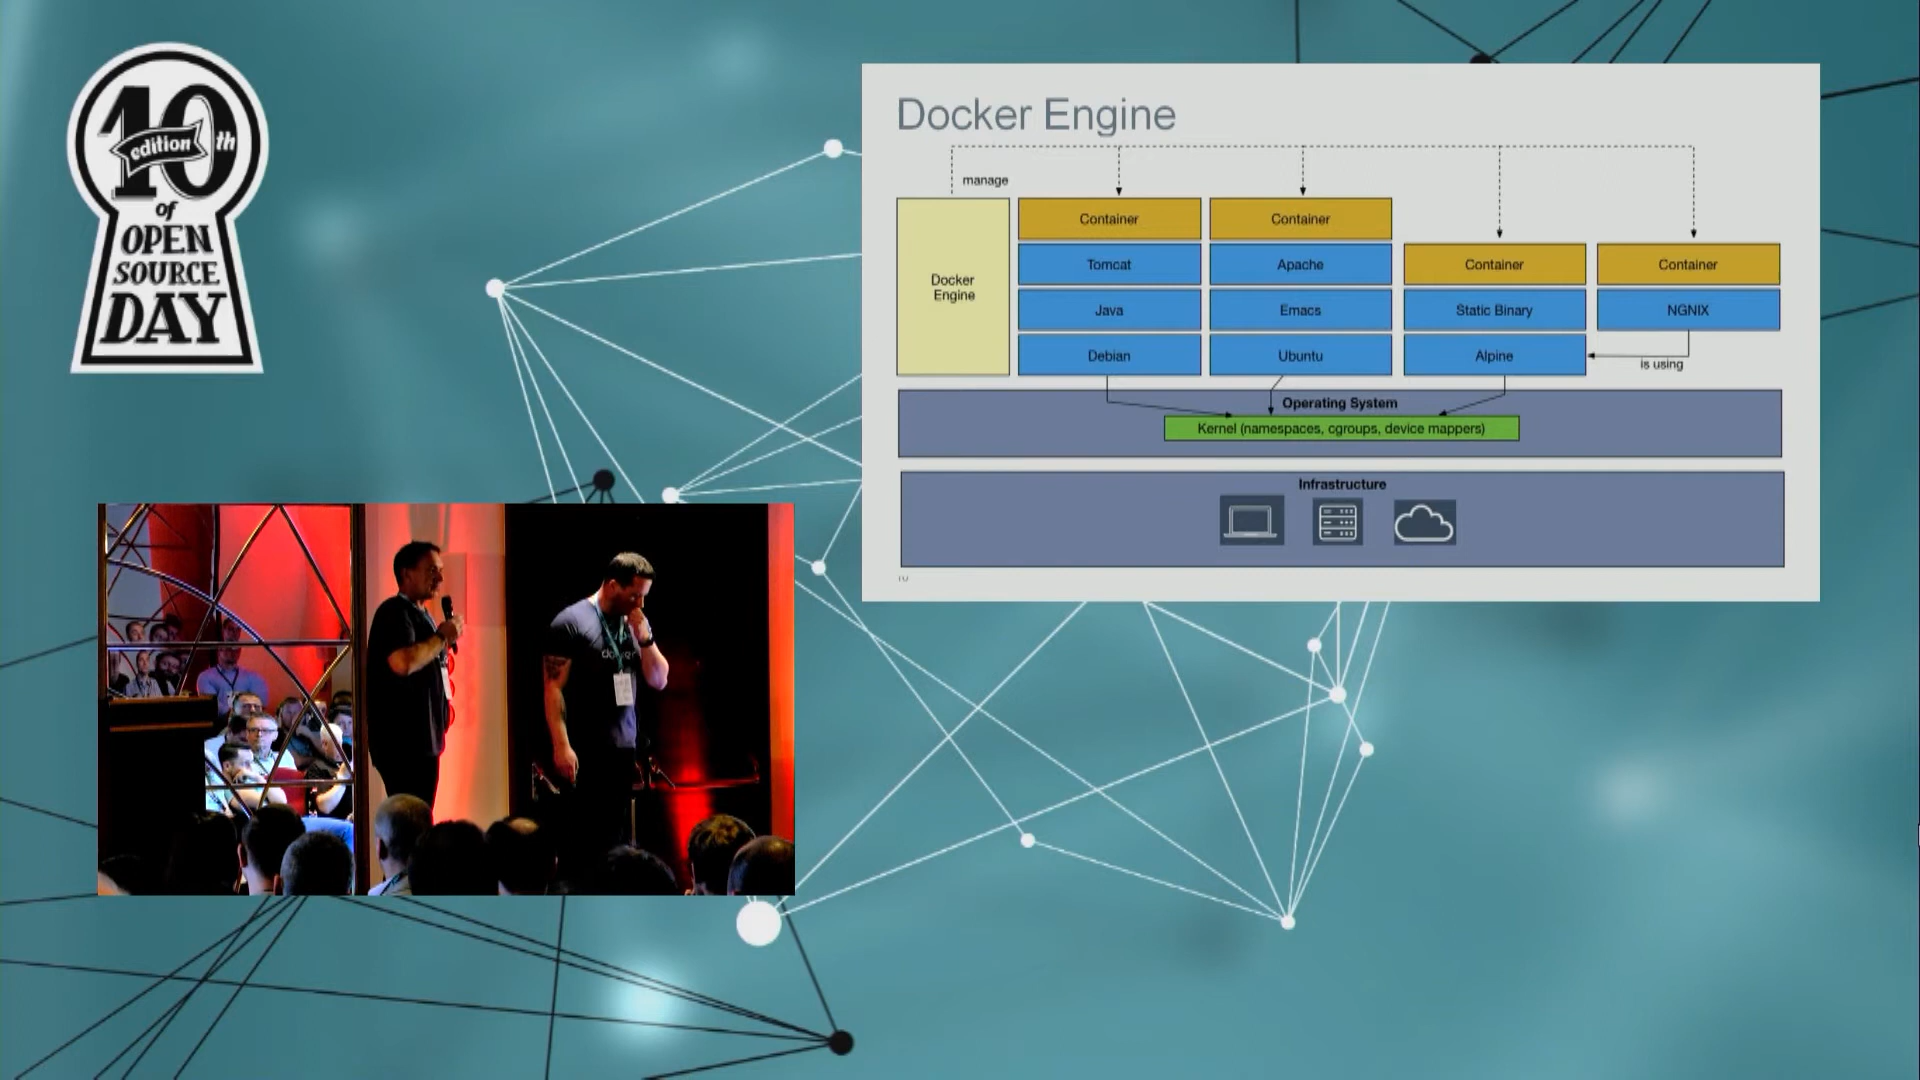 10th
edition
of
OPEN
SOURCE
DAY
Docker Engine
manage
Docker
Engine
Container
Container
Tomcat
Apache
Container
Container
Java
Emacs
Static Binary
NGNIX
Debian
Ubuntu
Alpine
is using
Operating System
Kernel (namespaces, cgroups, device mappers)
Infrastructure
docker